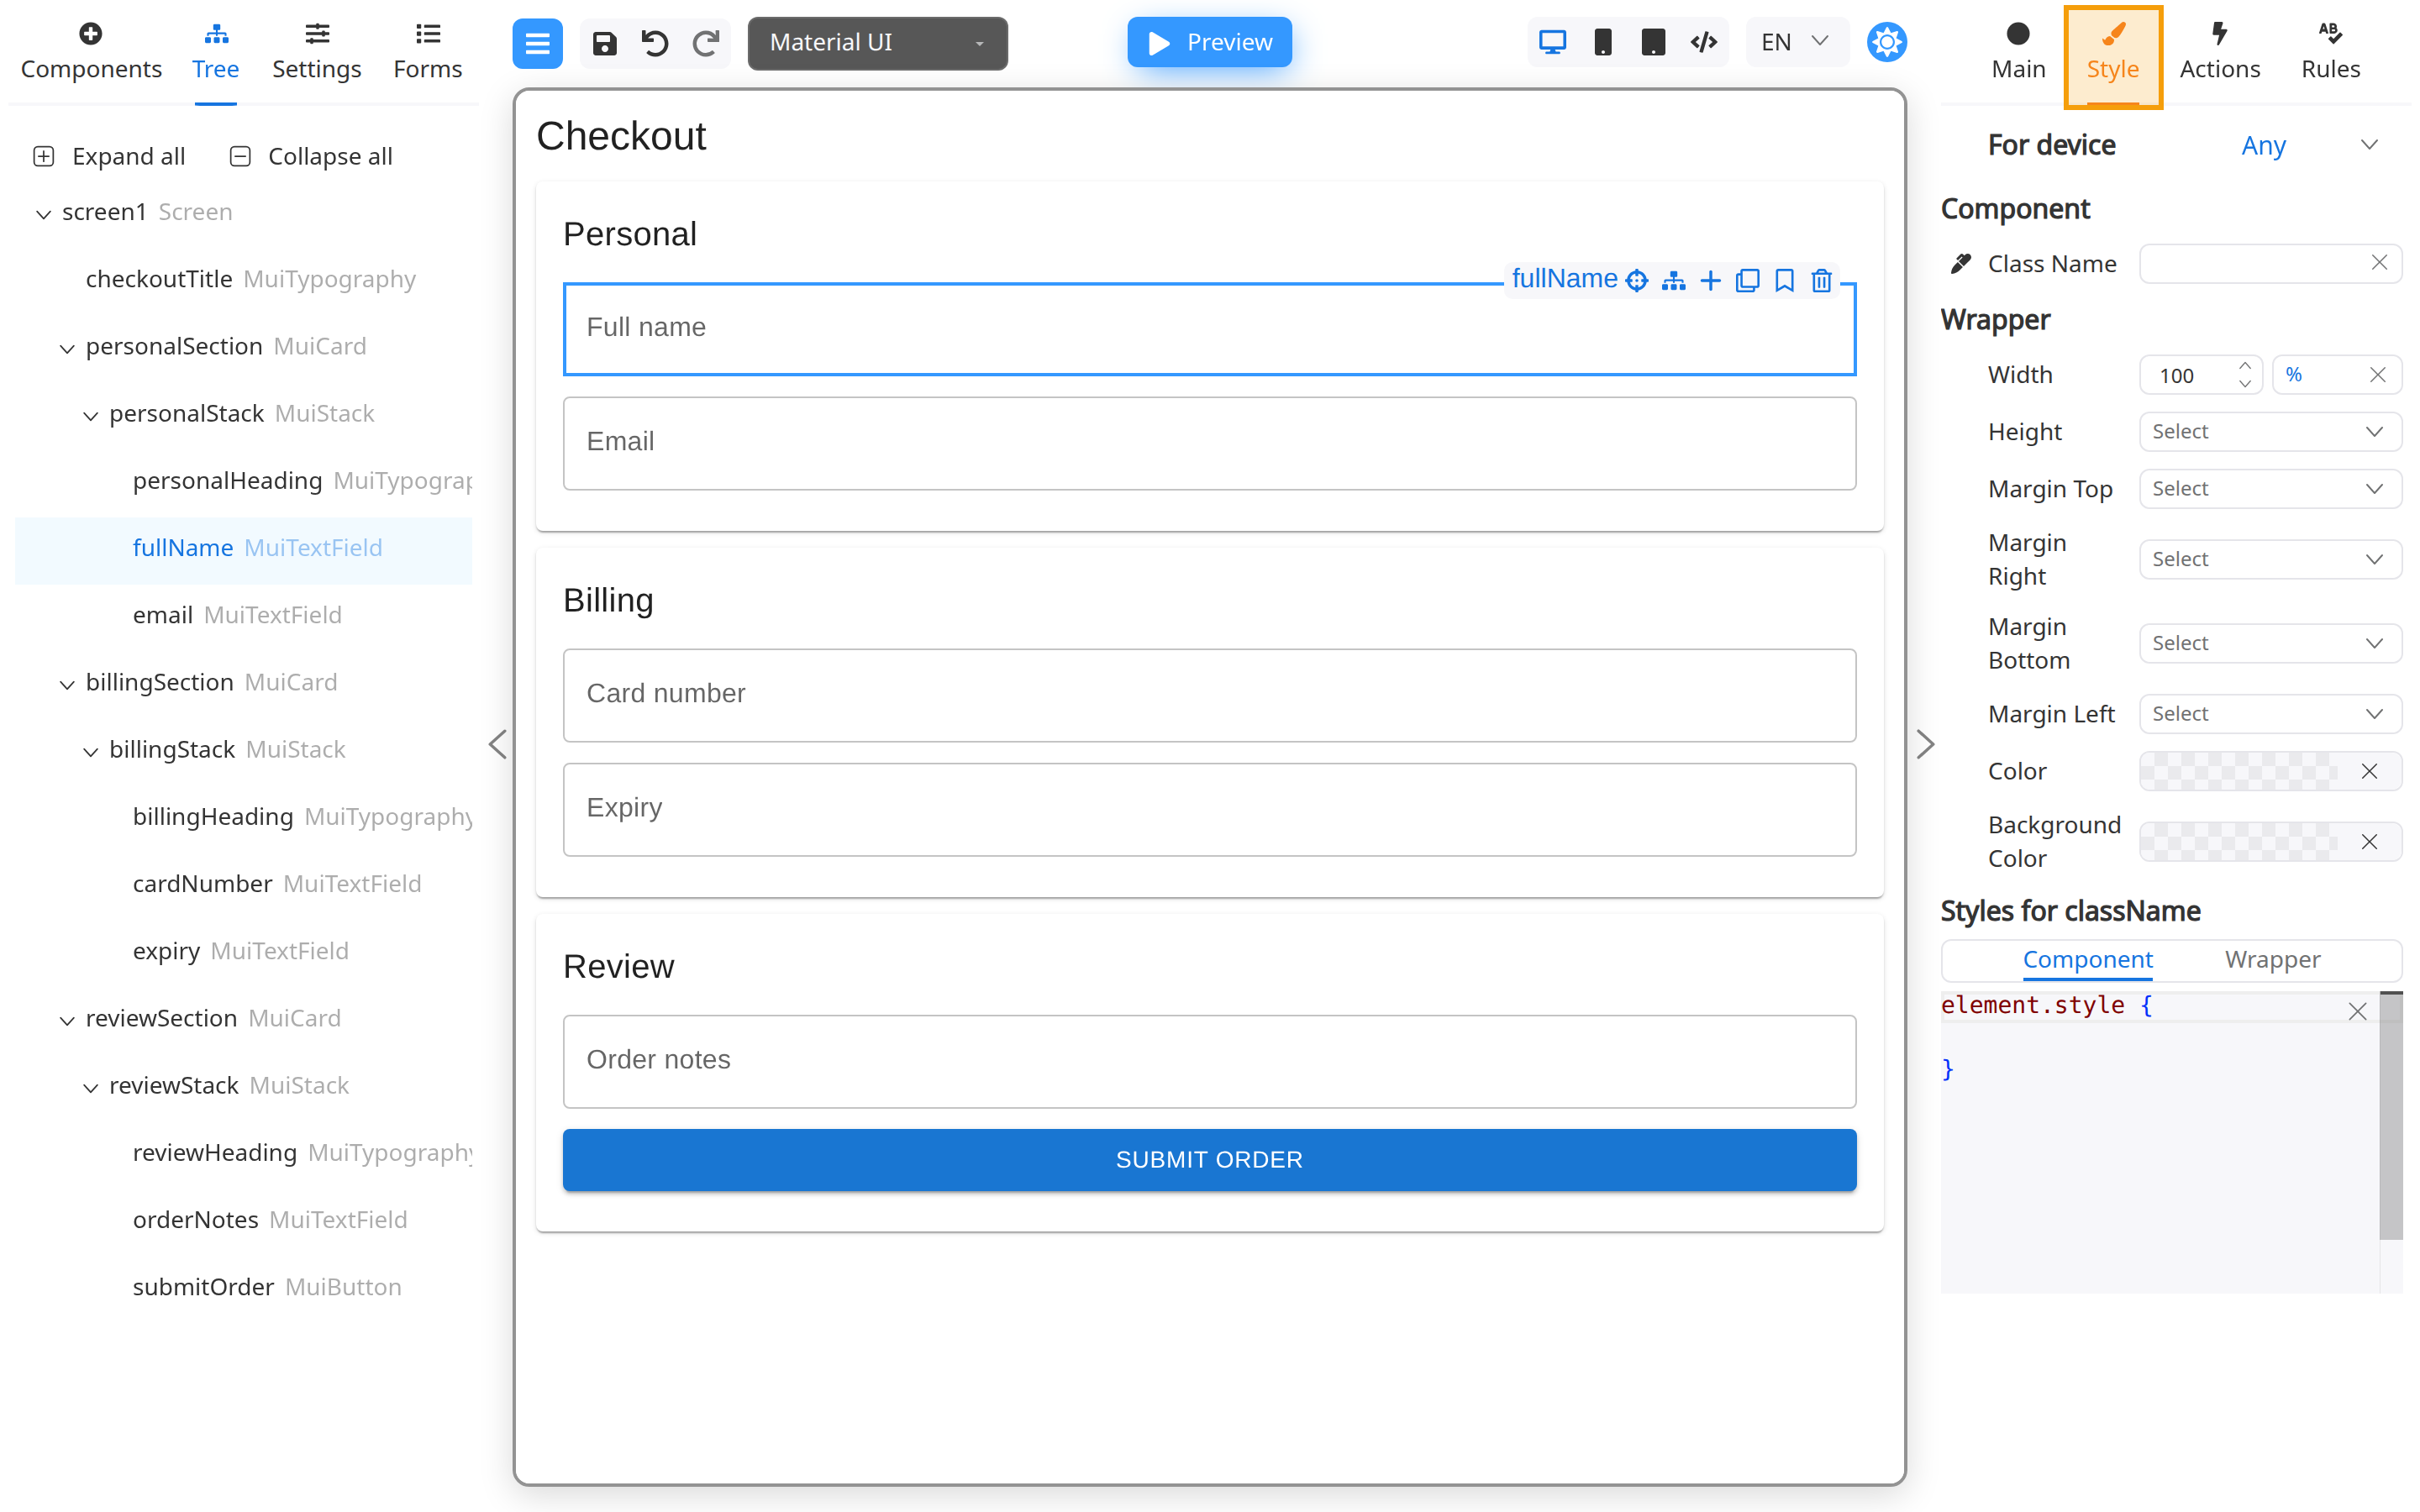 Components
Tree
Settings
Forms
Material UI
Preview
EN
Main
Style
Actions
Rules
Expand all
Collapse all
screen1 Screen
checkoutTitle MuiTypography
personalSection MuiCard
personalStack MuiStack
personalHeading MuiTypograp
fullName MuiTextField
email MuiTextField
billingSection MuiCard
billingStack MuiStack
billingHeading MuiTypography
cardNumber MuiTextField
expiry MuiTextField
reviewSection MuiCard
reviewStack MuiStack
reviewHeading MuiTypography
orderNotes MuiTextField
submitOrder MuiButton
Checkout
Personal
fullName
Full name
Email
Billing
Card number
Expiry
Review
Order notes
SUBMIT ORDER
For device Any
Component
Class Name
Wrapper
Width 100 %
Height Select
Margin Top Select
Margin
Right Select
Margin
Bottom Select
Margin Left Select
Color
Background
Color
Styles for className
Component Wrapper
element.style {
}